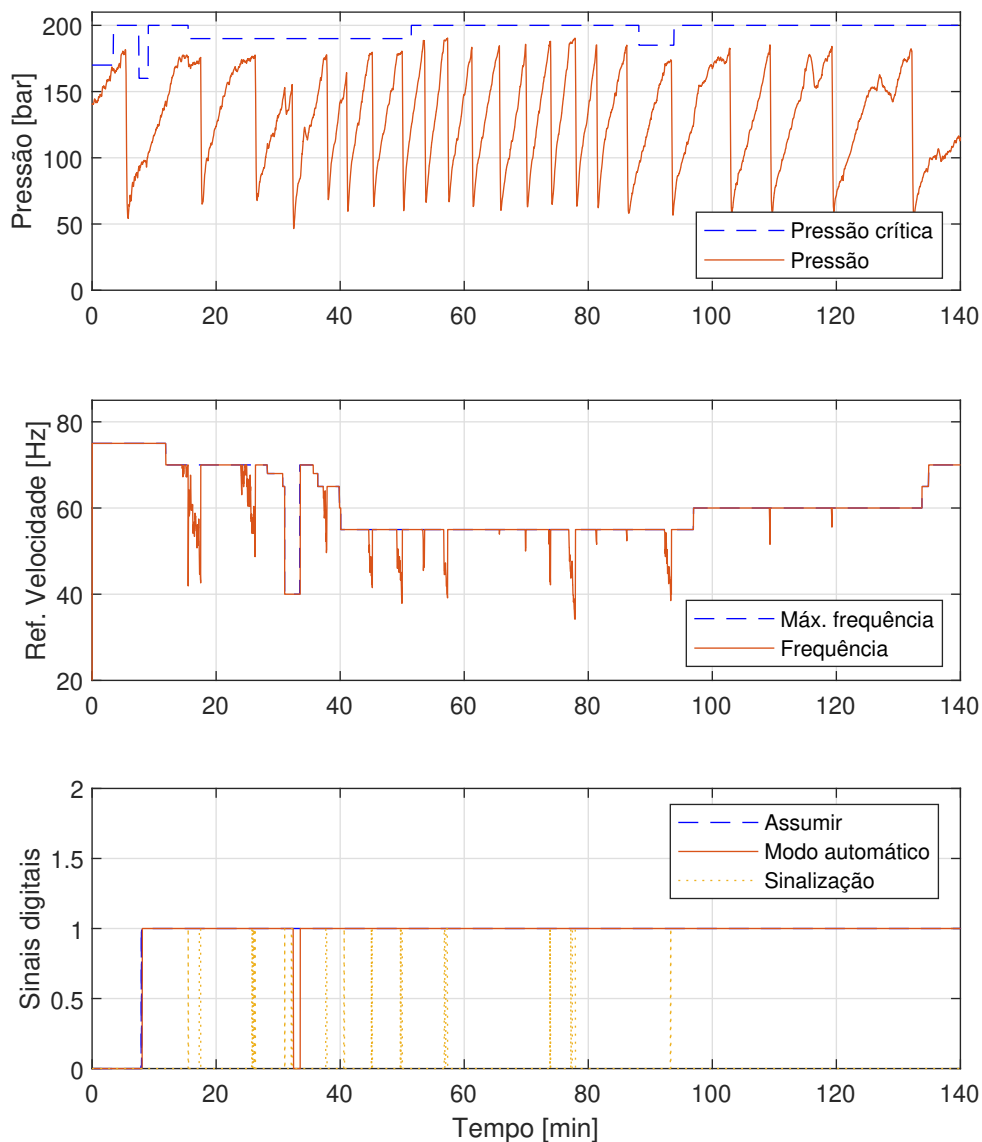 200
150
100
50
0
Pressão [bar]
Pressão crítica
Pressão
0 20 40 60 80 100 120 140
80
60
40
20
Ref. Velocidade [Hz]
Máx. frequência
Frequência
0 20 40 60 80 100 120 140
2
1.5
1
0.5
0
Sinais digitais
Assumir
Modo automático
Sinalização
0 20 40 60 80 100 120 140
Tempo [min]